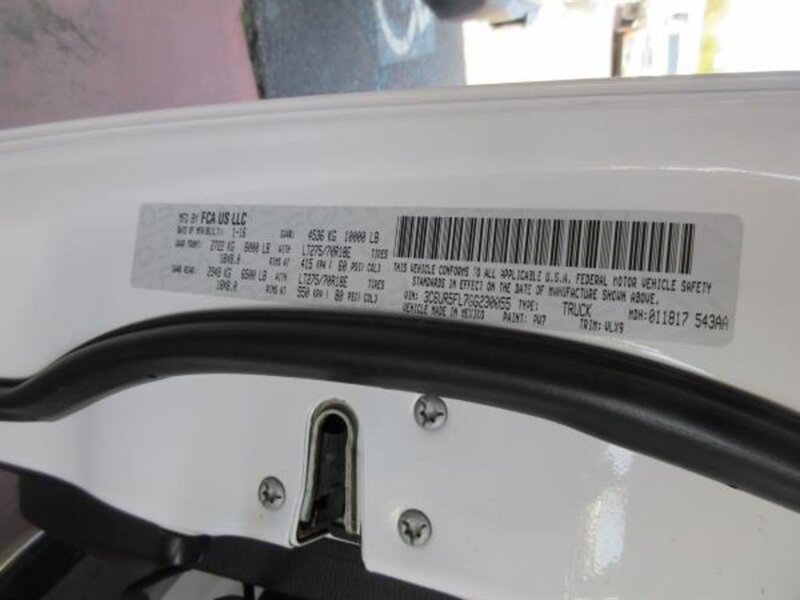 MFD BY FCA US LLC
DATE OF MFR/BUILT: 1-16 GVWR: 4536 KG 10000 LB
GAWR FRONT: 2722 KG 6000 LB WITH LT275/70R18E TIRES
18X8.0 RIMS AT 415 KPA ( 60 PSI) COLD
GAWR REAR: 2948 KG 6500 LB WITH LT275/70R18E TIRES
18X8.0 RIMS AT 550 KPA ( 80 PSI) COLD
THIS VEHICLE CONFORMS TO ALL APPLICABLE U.S.A. FEDERAL MOTOR VEHICLE SAFETY
STANDARDS IN EFFECT ON THE DATE OF MANUFACTURE SHOWN ABOVE.
VIN: 3C6UR5FL7GG230065 TYPE: TRUCK MDH: 011817 543AA
VEHICLE MADE IN MEXICO PAINT: PW7 TRIM: VLX9